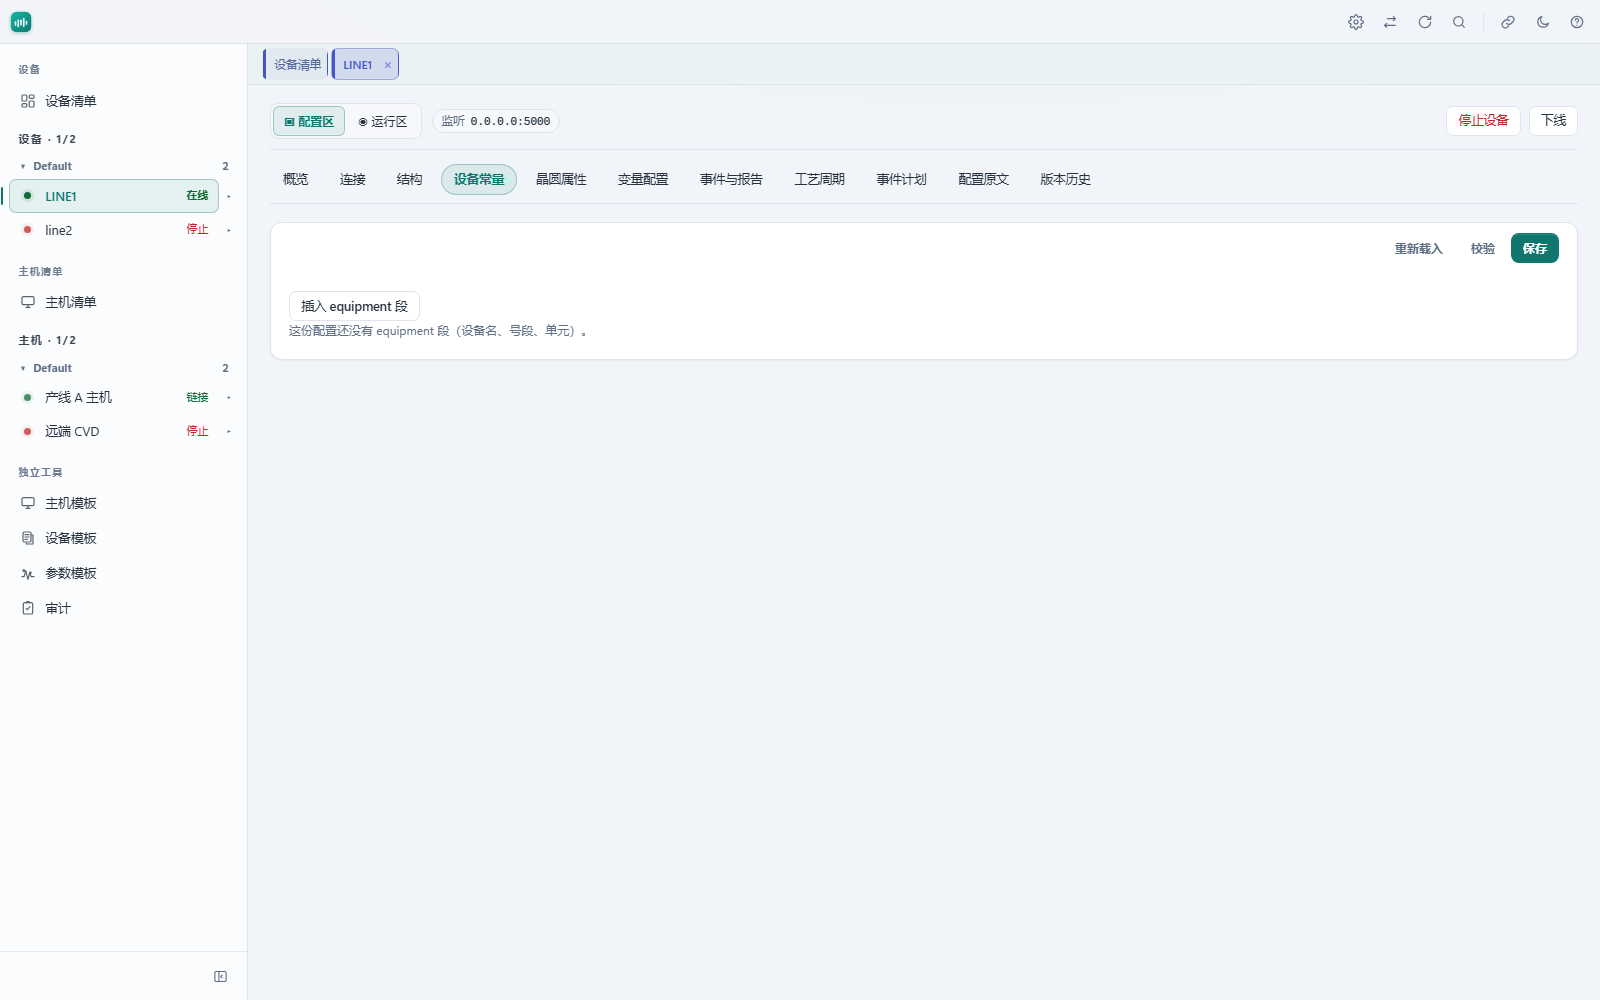 设备清单
LINE1 ×
设备
设备清单
设备 · 1/2
Default 2
LINE1 在线
line2 停止
主机清单
主机清单
主机 · 1/2
Default 2
产线 A 主机 链接
远端 CVD 停止
独立工具
主机模板
设备模板
参数模板
审计
配置区 运行区 监听 0.0.0.0:5000 停止设备 下线
概览 连接 结构 设备常量 晶圆属性 变量配置 事件与报告 工艺周期 事件计划 配置原文 版本历史
重新载入 校验 保存
插入 equipment 段
这份配置还没有 equipment 段（设备名、号段、单元）。